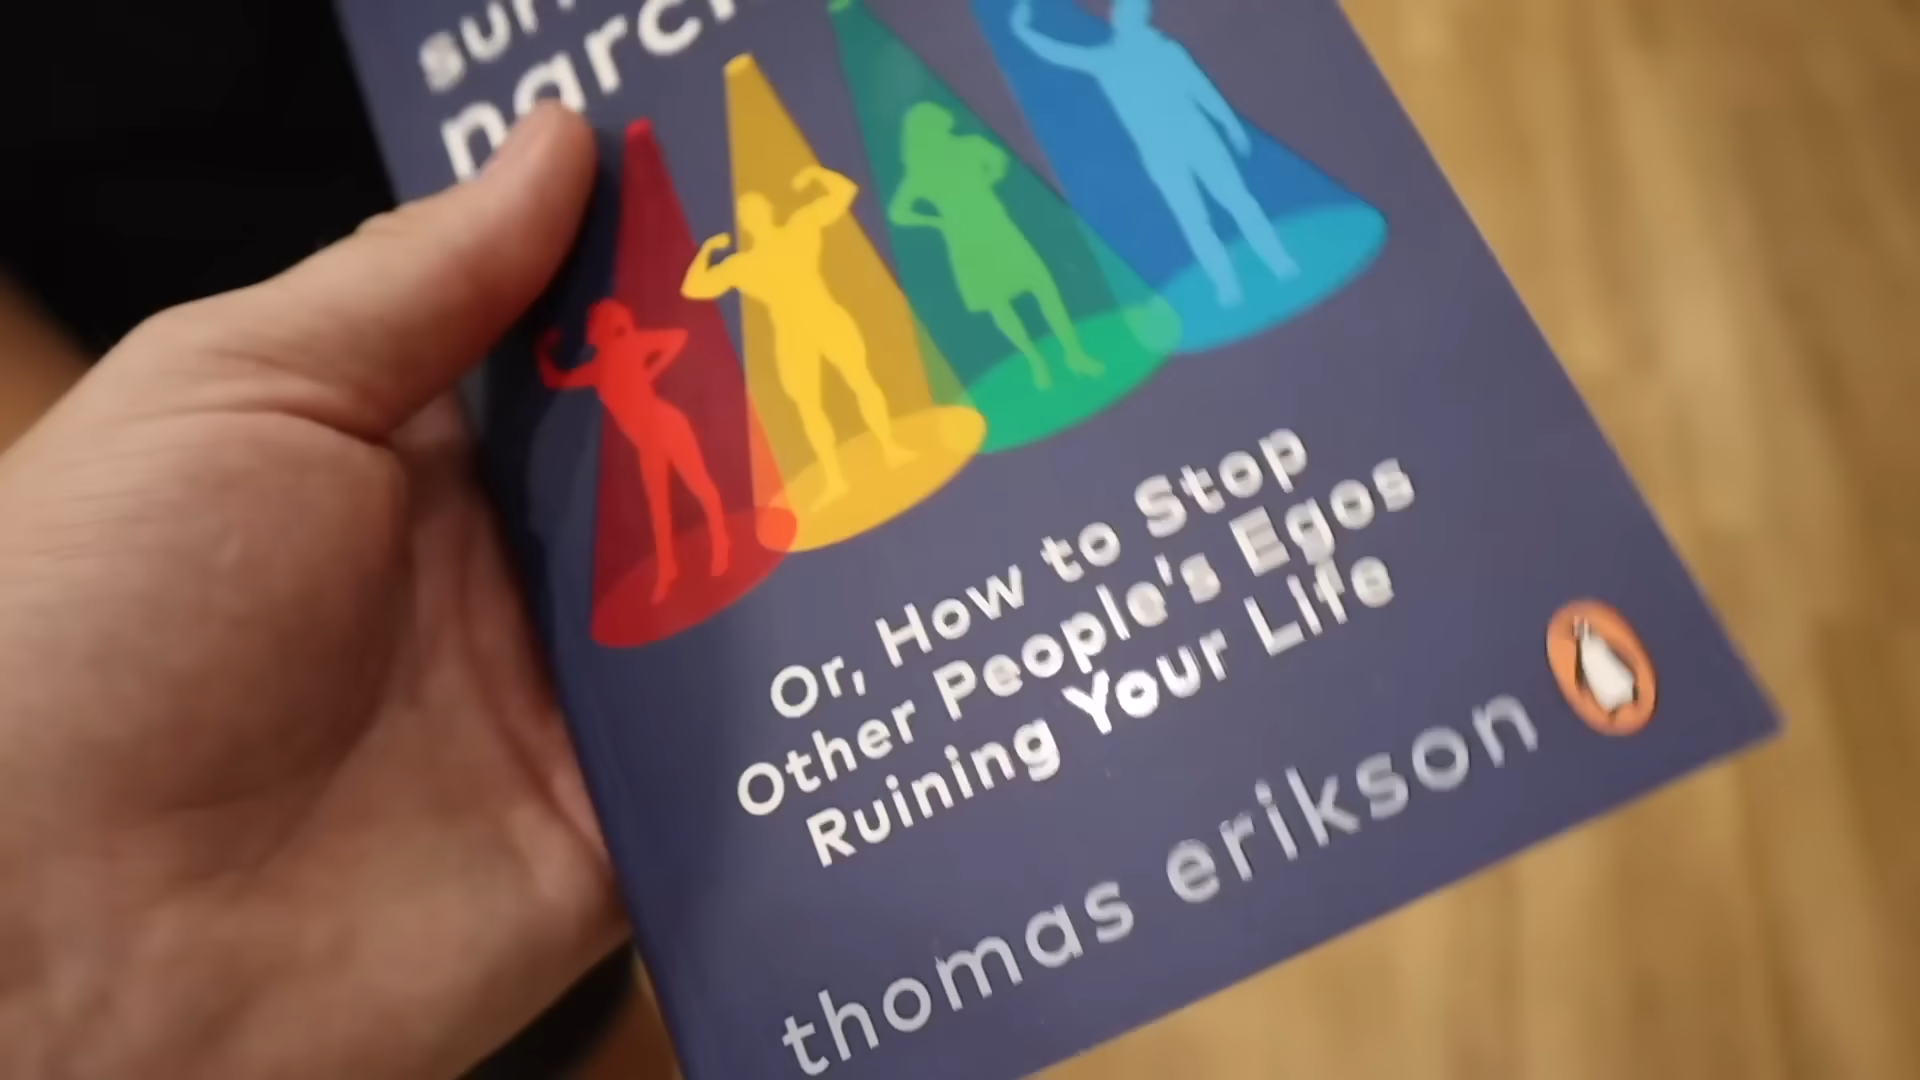 Or, How to Stop
Other People's Egos
Ruining Your Life
thomas erikson